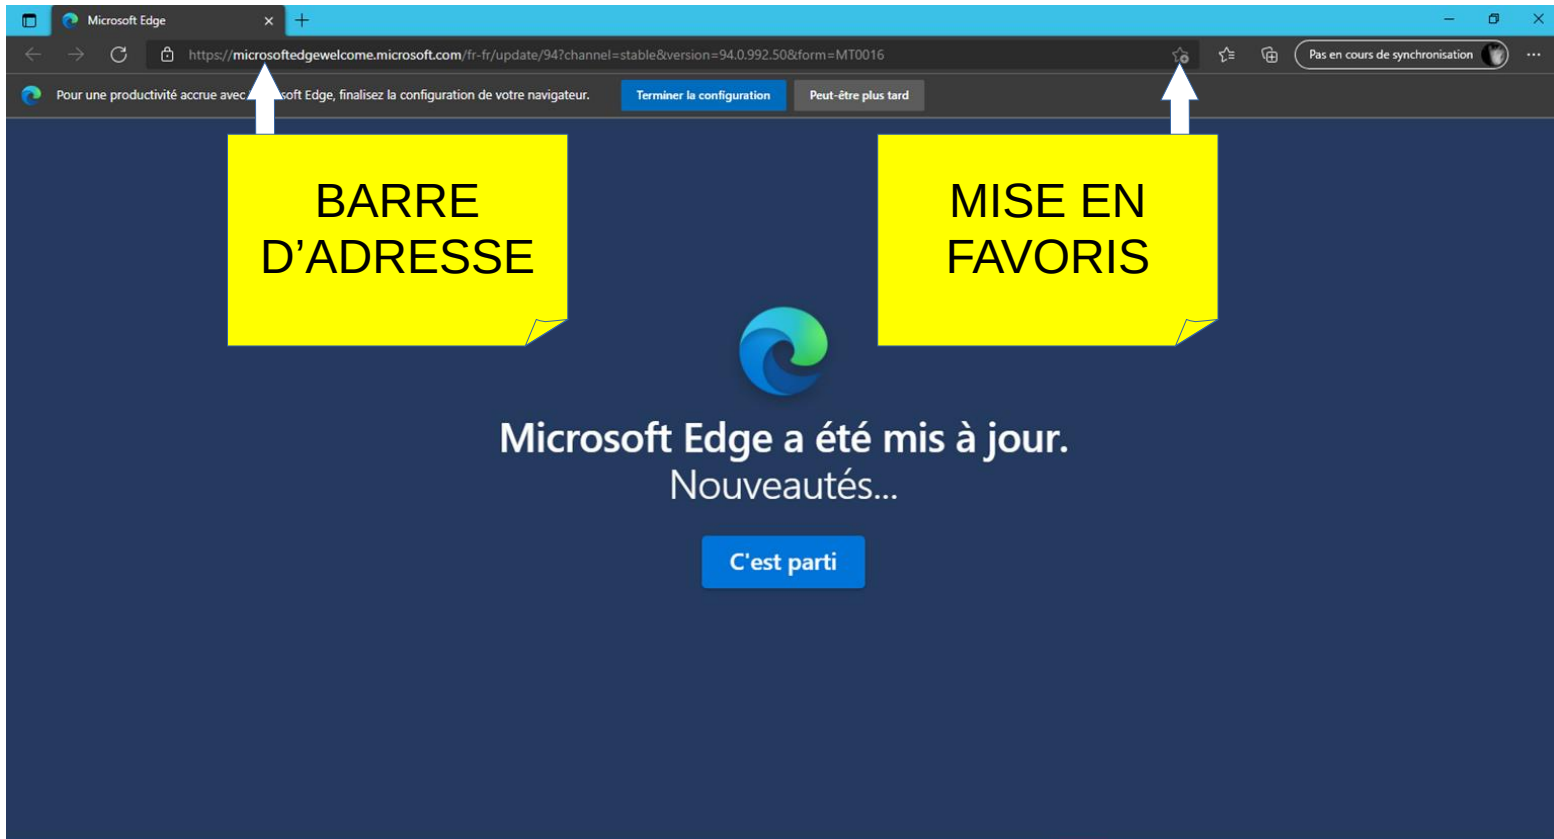 Microsoft Edge
https://microsoftedgewelcome.microsoft.com/fr-fr/update/94?channel=stable&version=94.0.992.50&form=MT0016
Pas en cours de synchronisation
Pour une productivité accrue avec soft Edge, finalisez la configuration de votre navigateur.
Terminer la configuration
Peut-être plus tard
BARRE
D’ADRESSE
MISE EN
FAVORIS
Microsoft Edge a été mis à jour.
Nouveautés...
C'est parti